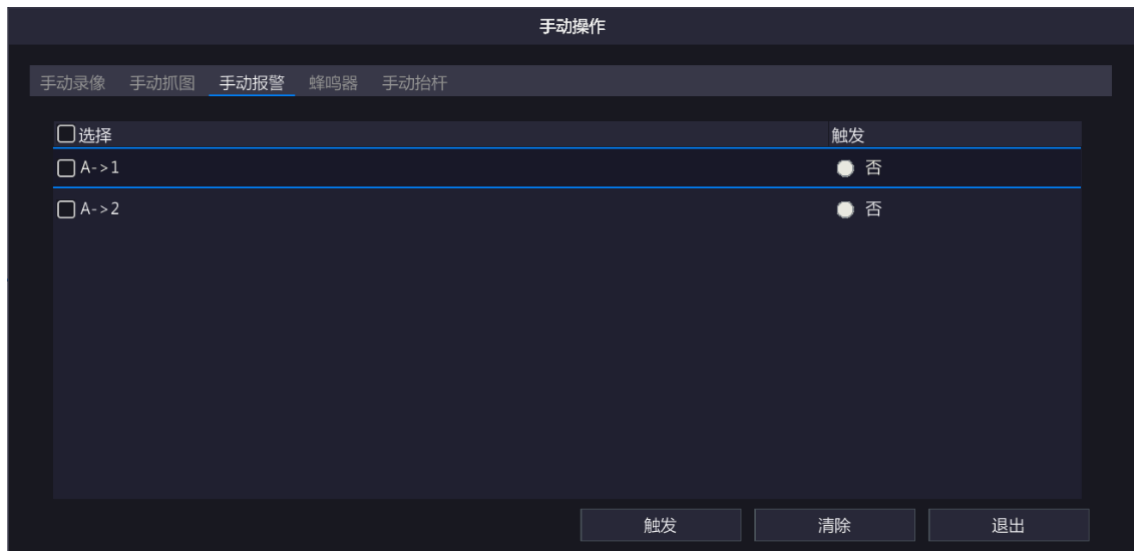 手动操作
手动录像 手动抓图 手动报警 蜂鸣器 手动抬杆
选择 触发
A->1 否
A->2 否
触发 清除 退出